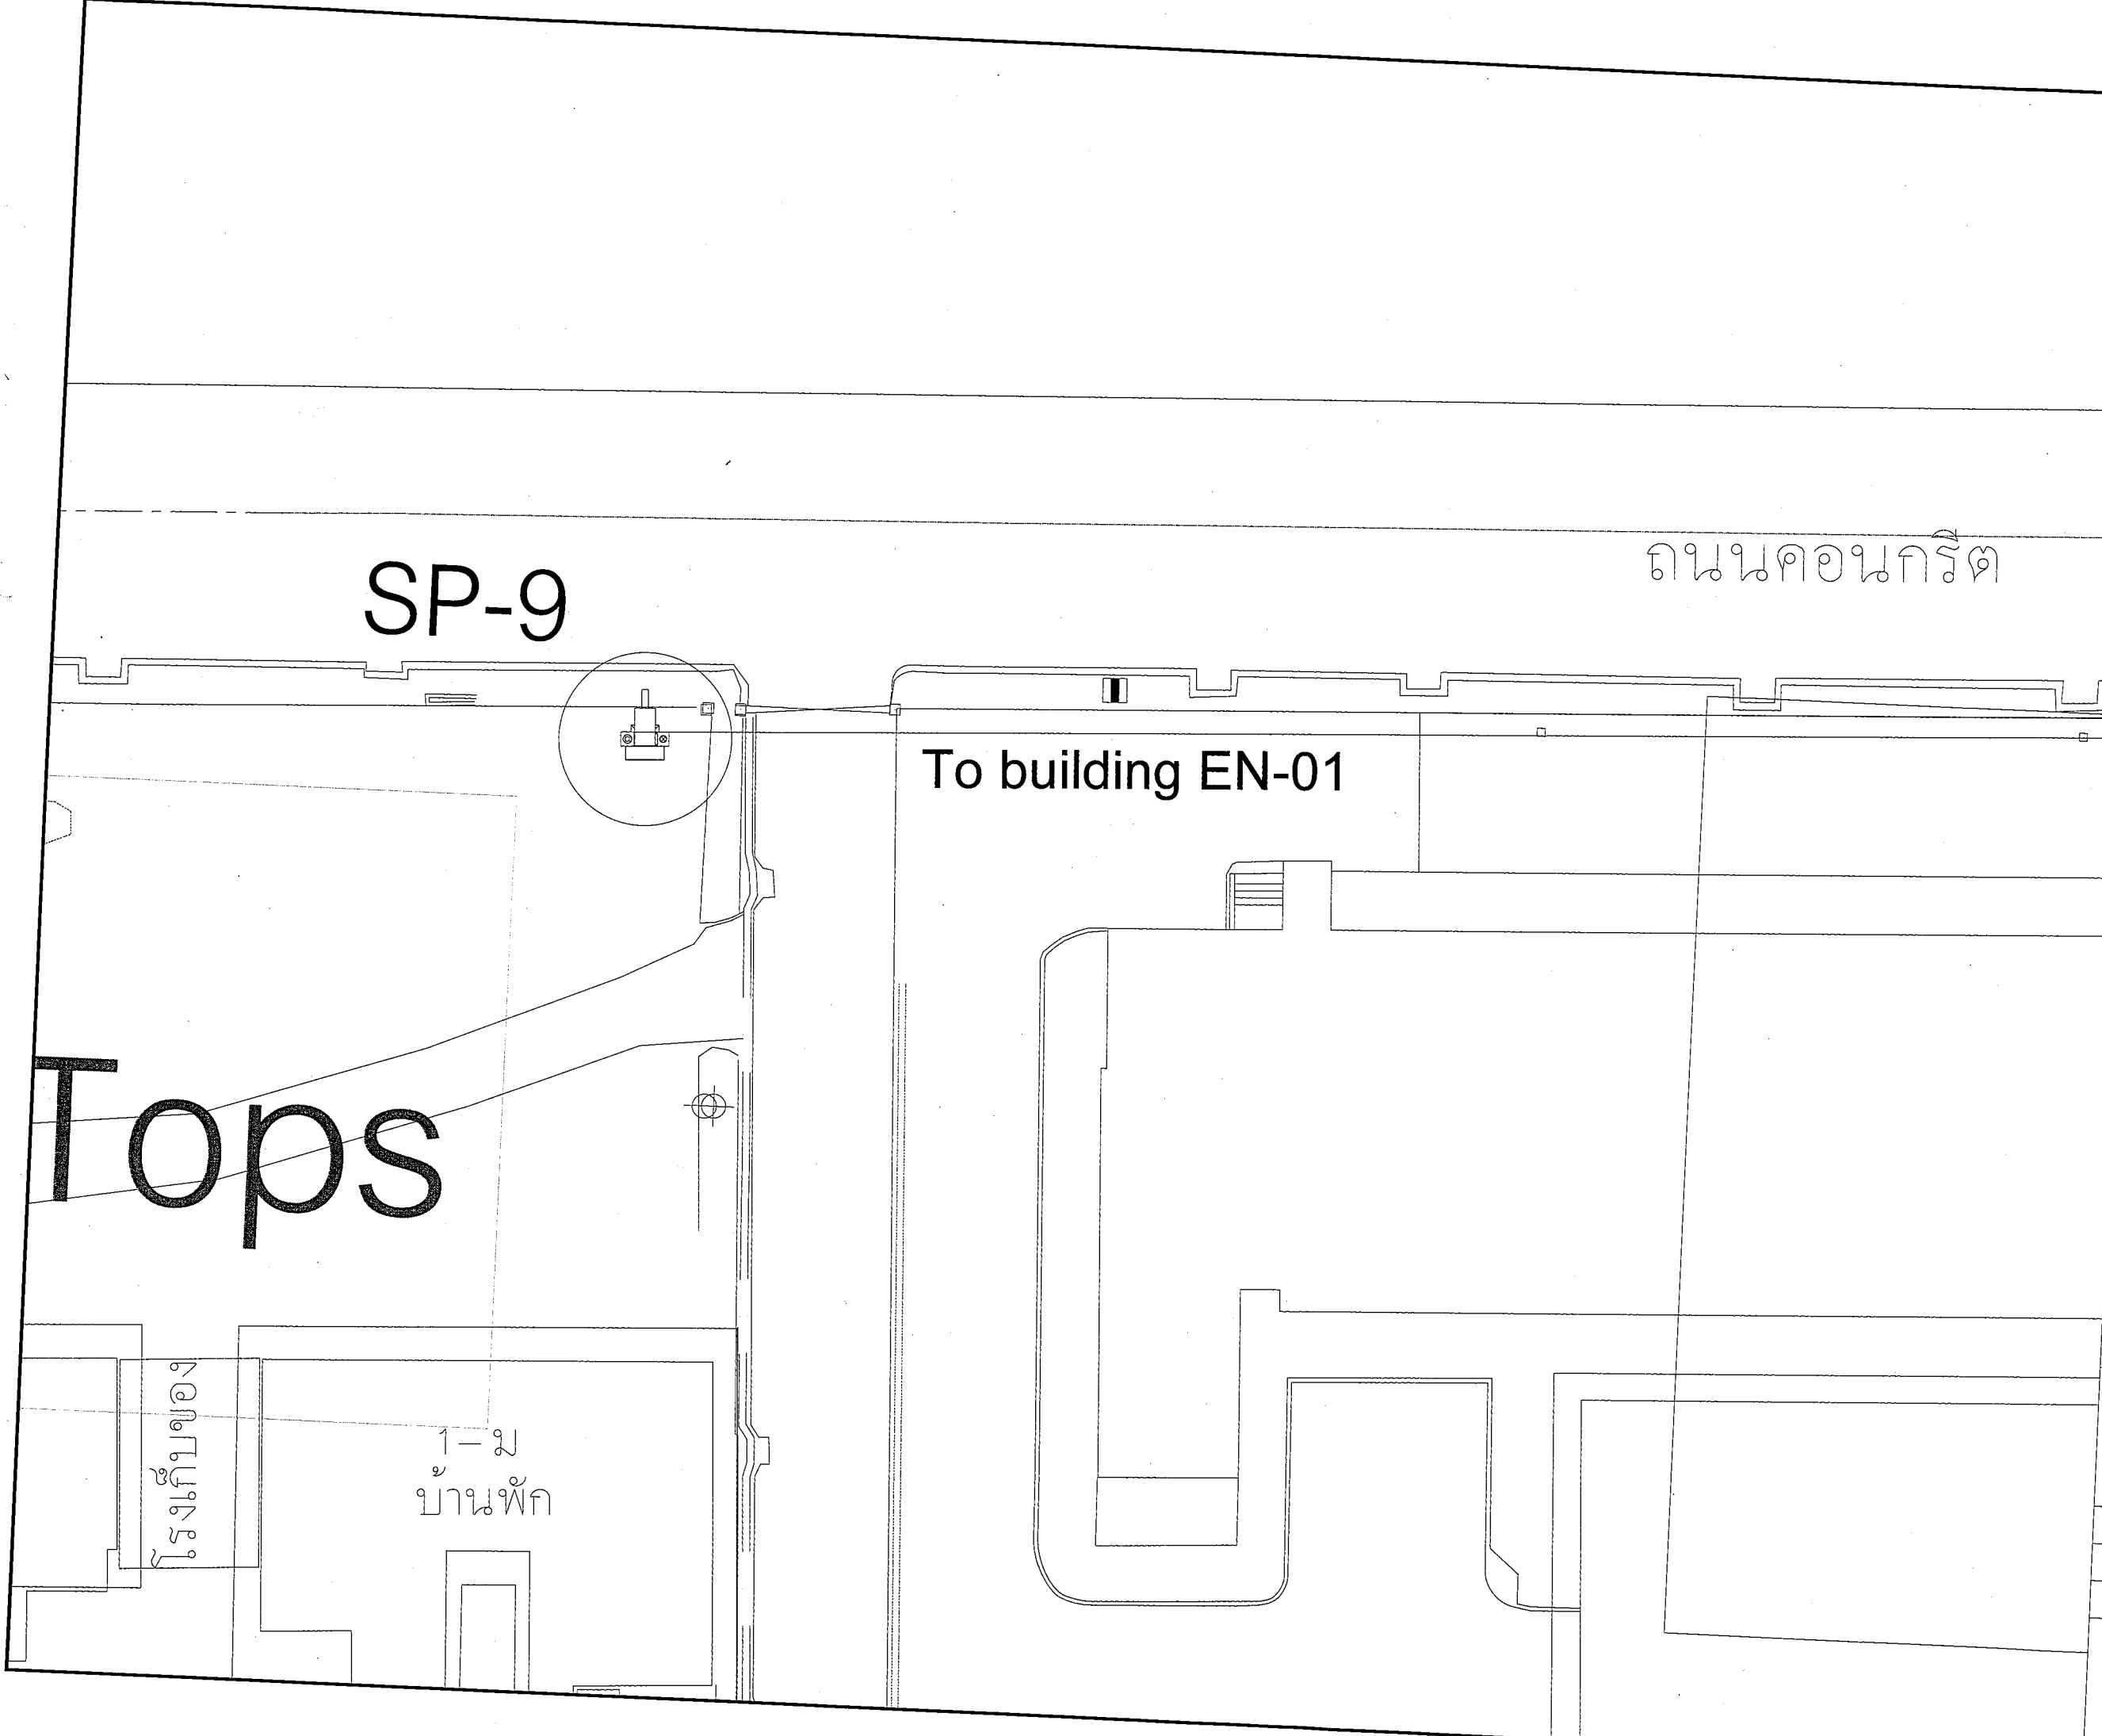 ถนนคอนกรีต
SP-9
To building EN-01
Tops
โรงเก็บของ
1-ม
บ้านพัก